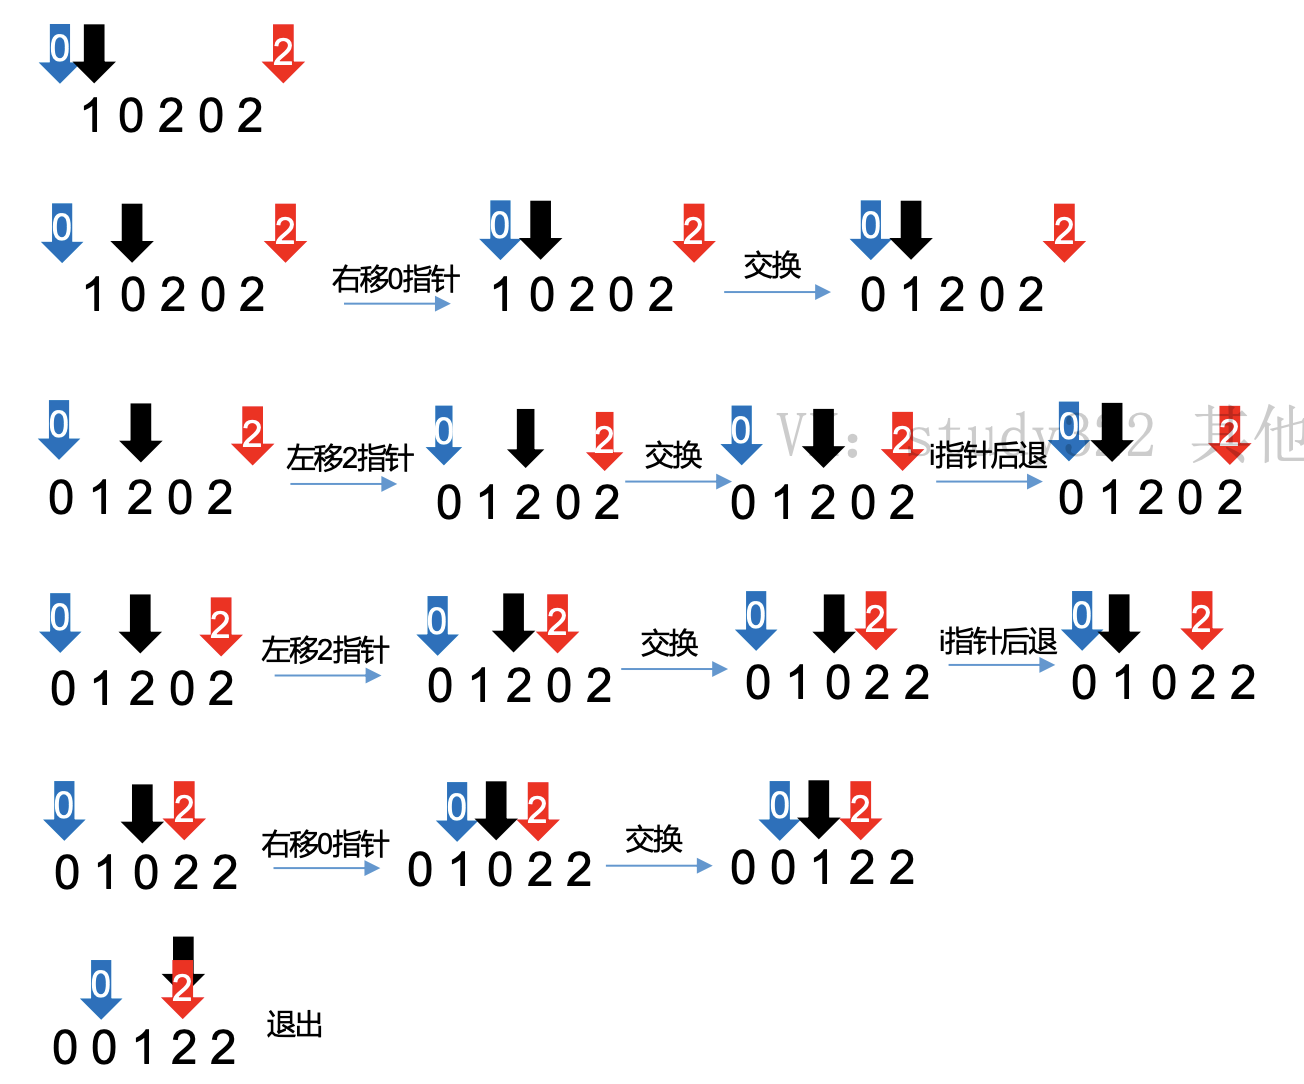 0 2
1 0 2 0 2
0 2 0 2 0 2
1 0 2 0 2 右移0指针 1 0 2 0 2 交换 0 1 2 0 2
0 2 0 2 0 2 0 2
0 1 2 0 2 左移2指针 0 1 2 0 2 交换 0 1 2 0 2 i指针后退 0 1 2 0 2
study322 其他
0 2 0 2 0 2 0 2
0 1 2 0 2 左移2指针 0 1 2 0 2 交换 0 1 0 2 2 i指针后退 0 1 0 2 2
0 2 0 2 0 2
0 1 0 2 2 右移0指针 0 1 0 2 2 交换 0 0 1 2 2
0 2
0 0 1 2 2 退出